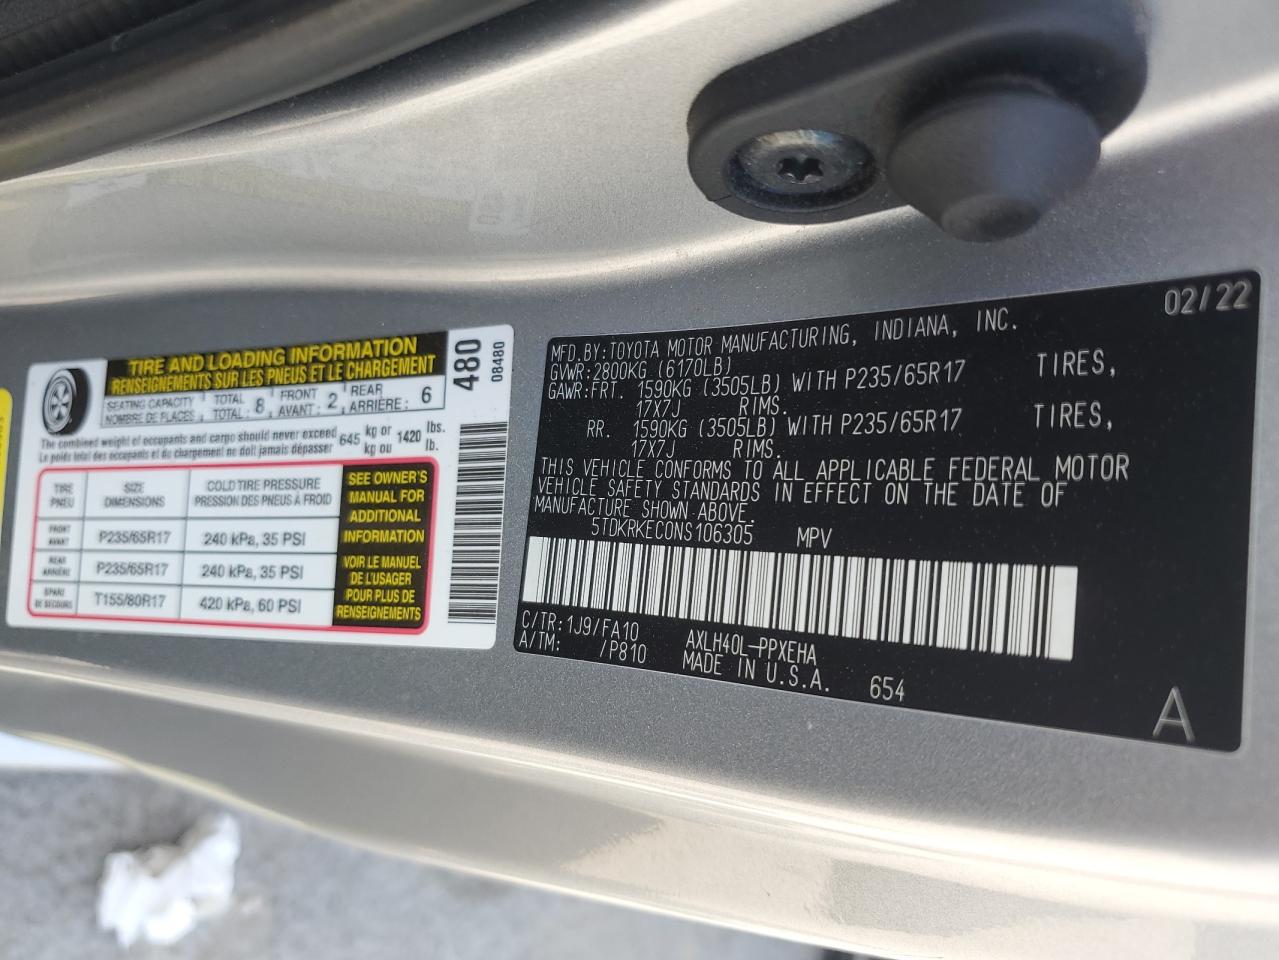 TIRE AND LOADING INFORMATION
RENSEIGNEMENTS SUR LES PNEUS ET LE CHARGEMENT
SEATING CAPACITY TOTAL FRONT REAR
NOMBRE DE PLACES, TOTAL: 8, AVANT: 2, ARRIÈRE: 6
The combined weight of occupants and cargo should never exceed 645 kg or 1420 lbs.
Le poids total des occupants et du chargement ne doit jamais dépasser kg ou lb.
TIRE SIZE COLD TIRE PRESSURE
PNEU DIMENSIONS PRESSION DES PNEUS À FROID
FRONT
AVANT P235/65R17 240 kPa, 35 PSI
REAR
ARRIÈRE P235/65R17 240 kPa, 35 PSI
SPARE
DE SECOURS T155/80R17 420 kPa, 60 PSI
SEE OWNER'S
MANUAL FOR
ADDITIONAL
INFORMATION
VOIR LE MANUEL
DE L'USAGER
POUR PLUS DE
RENSEIGNEMENTS
480
08480
02/22
MFD.BY:TOYOTA MOTOR MANUFACTURING, INDIANA, INC.
GVWR:2800KG (6170LB)
GAWR:FRT. 1590KG (3505LB) WITH P235/65R17 TIRES,
17X7J RIMS.
RR. 1590KG (3505LB) WITH P235/65R17 TIRES,
17X7J RIMS.
THIS VEHICLE CONFORMS TO ALL APPLICABLE FEDERAL MOTOR
VEHICLE SAFETY STANDARDS IN EFFECT ON THE DATE OF
MANUFACTURE SHOWN ABOVE.
5TDKRKEC0NS106305 MPV
C/TR:1J9/FA10 AXLH40L-PPXEHA
A/TM: /P810 MADE IN U.S.A. 654
A